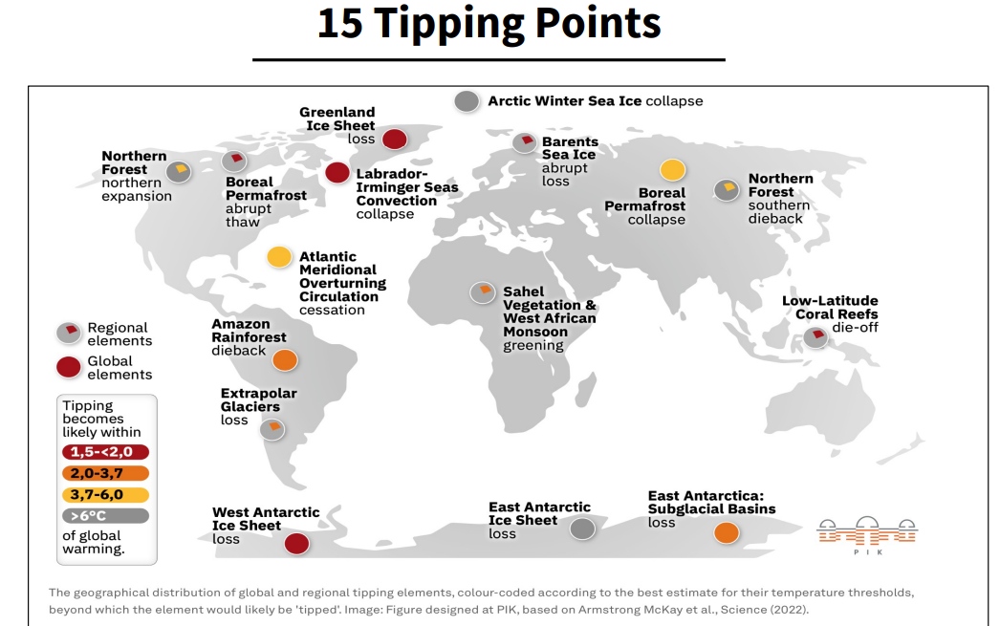 15 Tipping Points
Arctic Winter Sea Ice collapse
Greenland
Ice Sheet
loss
Barents
Sea Ice
abrupt
loss
Northern
Forest
northern
expansion
Boreal
Permafrost
abrupt
thaw
Labrador-
Irminger Seas
Convection
collapse
Boreal
Permafrost
collapse
Northern
Forest
southern
dieback
Atlantic
Meridional
Overturning
Circulation
cessation
Sahel
Vegetation &
West African
Monsoon
greening
Low-Latitude
Coral Reefs
die-off
Regional
elements
Global
elements
Amazon
Rainforest
dieback
Extrapolar
Glaciers
loss
Tipping
becomes
likely within
1,5-<2,0
2,0-3,7
3,7-6,0
>6°C
of global
warming.
West Antarctic
Ice Sheet
loss
East Antarctic
Ice Sheet
loss
East Antarctica:
Subglacial Basins
loss
PIK
The geographical distribution of global and regional tipping elements, colour-coded according to the best estimate for their temperature thresholds,
beyond which the element would likely be 'tipped'. Image: Figure designed at PIK, based on Armstrong McKay et al., Science (2022).